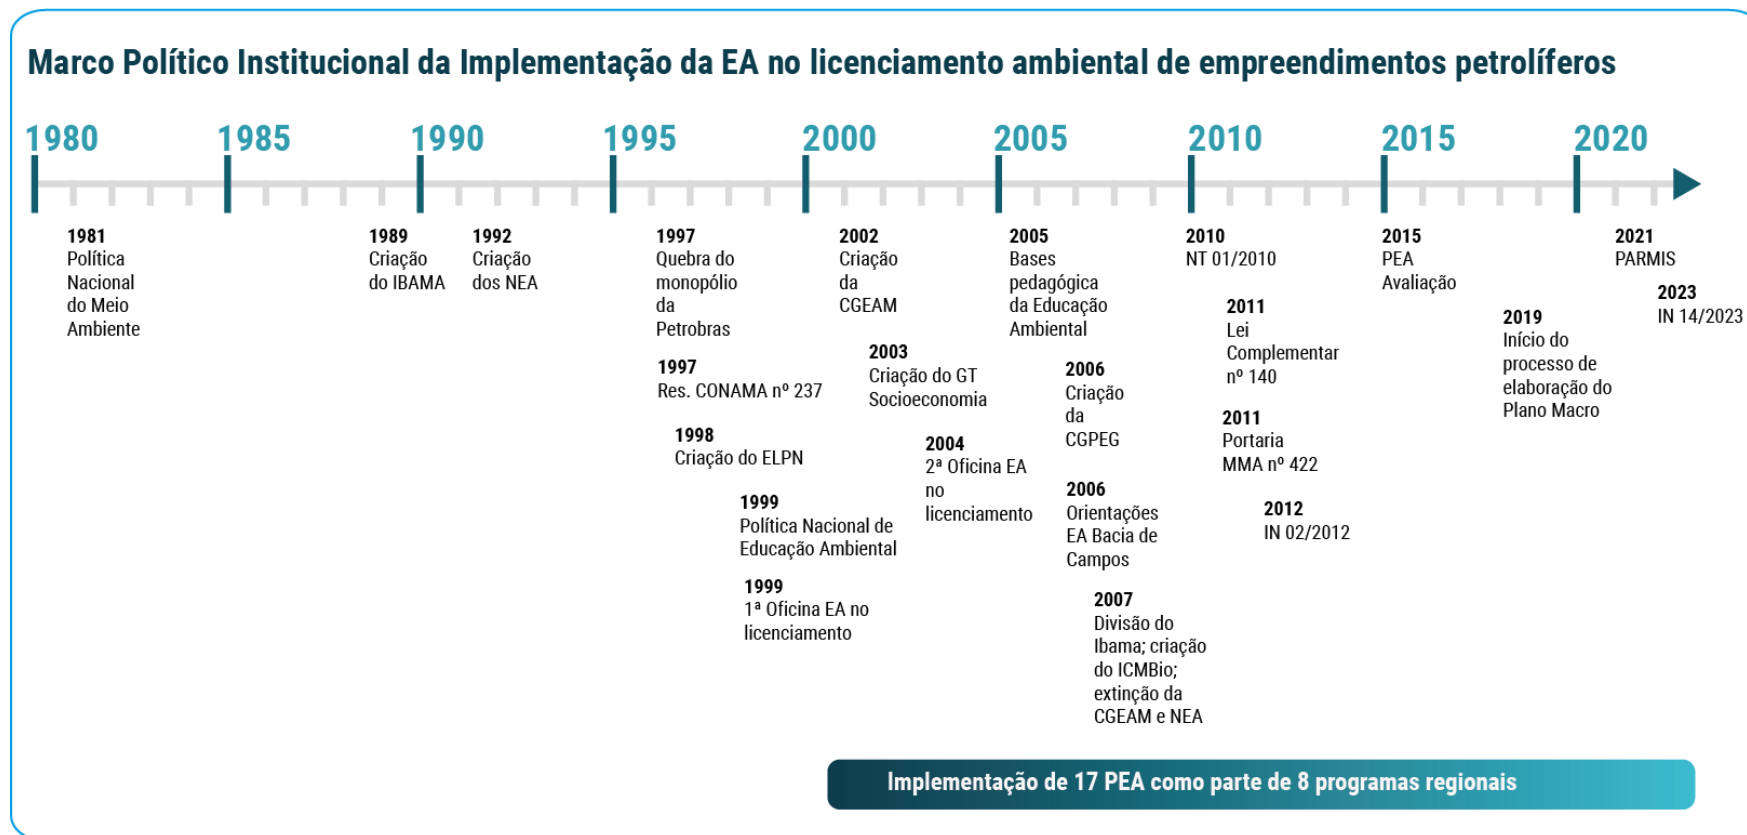 Marco Político Institucional da Implementação da EA no licenciamento ambiental de empreendimentos petrolíferos
1980
1985
1990
1995
2000
2005
2010
2015
2020
1981
Política
Nacional
do Meio
Ambiente
1989
Criação
do IBAMA
1992
Criação
dos NEA
1997
Quebra do
monopólio
da
Petrobras
1997
Res. CONAMA nº 237
1998
Criação do ELPN
1999
Política Nacional de
Educação Ambiental
1999
1ª Oficina EA no
licenciamento
2002
Criação
da
CGEAM
2003
Criação do GT
Socioeconomia
2004
2ª Oficina EA
no
licenciamento
2005
Bases
pedagógica
da Educação
Ambiental
2006
Criação
da
CGPEG
2006
Orientações
EA Bacia de
Campos
2007
Divisão do
Ibama; criação
do ICMBio;
extinção da
CGEAM e NEA
2010
NT 01/2010
2011
Lei
Complementar
nº 140
2011
Portaria
MMA nº 422
2012
IN 02/2012
2015
PEA
Avaliação
2019
Início do
processo de
elaboração do
Plano Macro
2021
PARMIS
2023
IN 14/2023
Implementação de 17 PEA como parte de 8 programas regionais